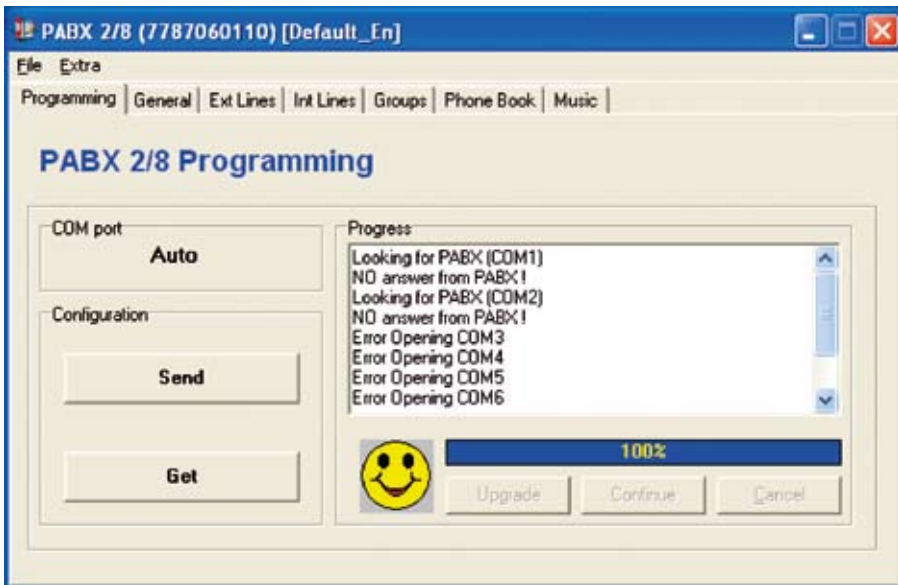 PABX 2/8 (7787060110) [Default_En]
File Extra
Programming General Ext Lines Int Lines Groups Phone Book Music
PABX 2/8 Programming
COM port
Auto
Configuration
Send
Get
Progress
Looking for PABX (COM1)
NO answer from PABX !
Looking for PABX (COM2)
NO answer from PABX !
Error Opening COM3
Error Opening COM4
Error Opening COM5
Error Opening COM6
100%
Upgrade Continue Cancel